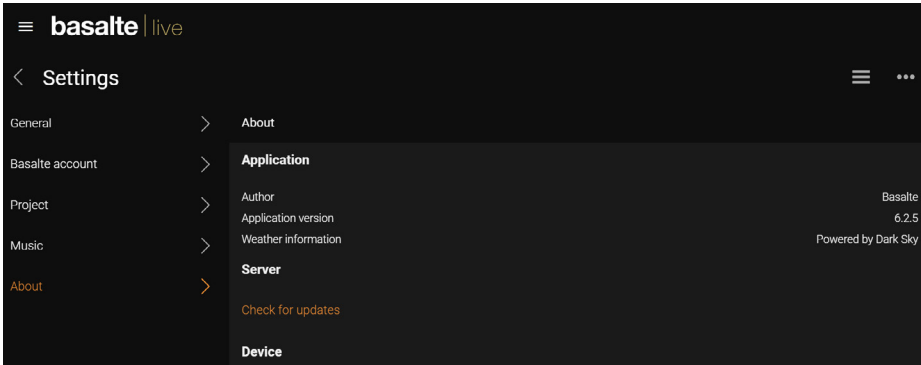 basalte live
Settings
General
About
Basalte account
Application
Project
Author Basalte
Application version 6.2.5
Music
Weather information Powered by Dark Sky
Server
About
Check for updates
Device